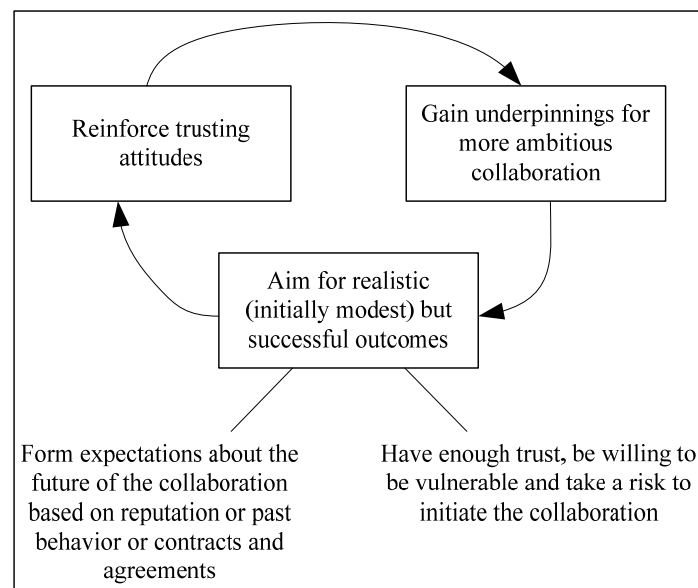 Reinforce trusting
attitudes
Gain underpinnings for
more ambitious
collaboration
Aim for realistic
(initially modest) but
successful outcomes
Form expectations about the
future of the collaboration
based on reputation or past
behavior or contracts and
agreements
Have enough trust, be willing to
be vulnerable and take a risk to
initiate the collaboration